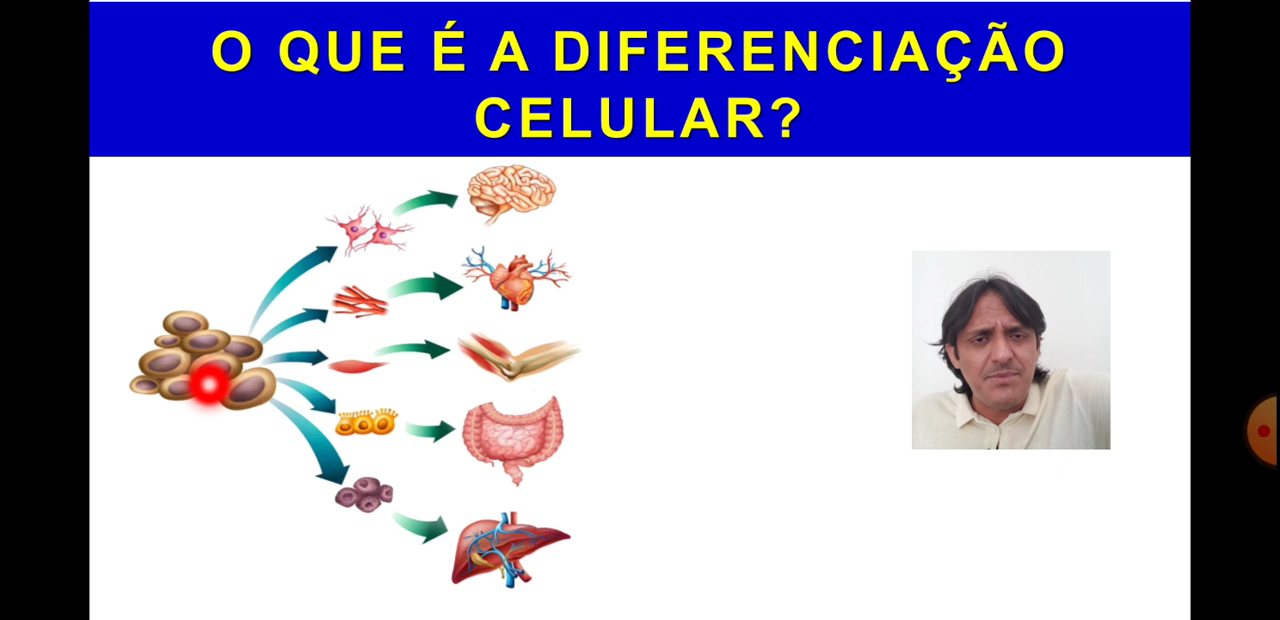 O QUE É A DIFERENCIAÇÃO
CELULAR?